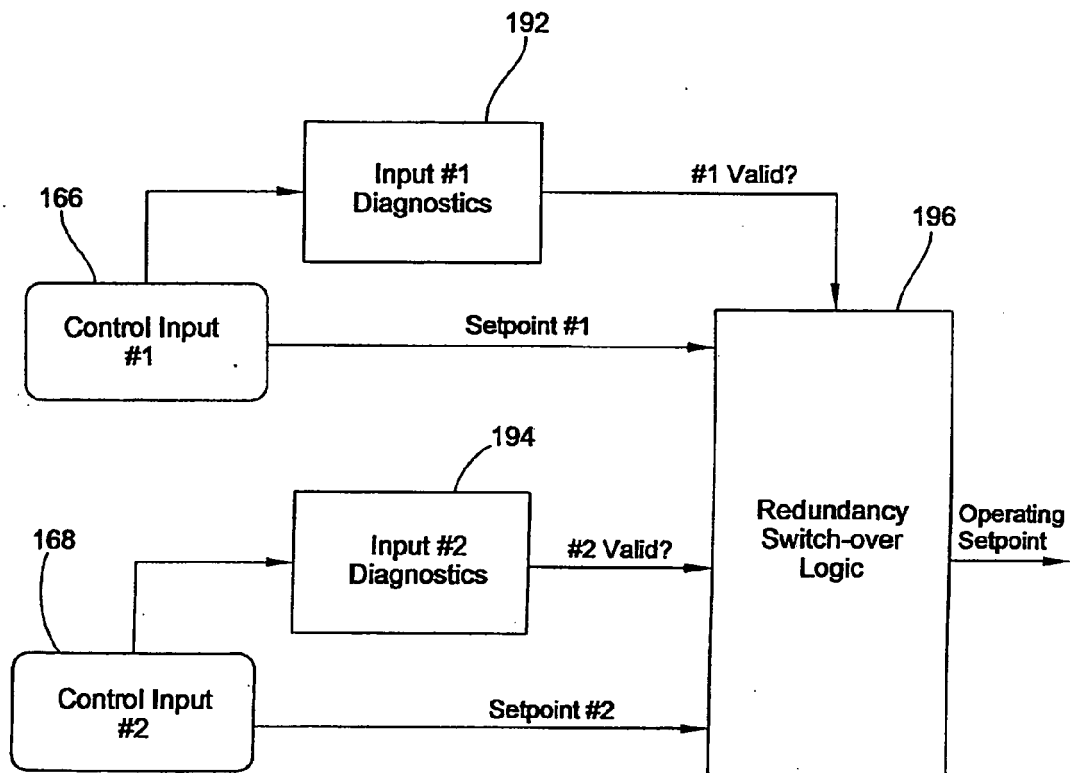 192
Input #1
Diagnostics
#1 Valid?
166
196
Control Input
#1
Setpoint #1
194
Input #2
Diagnostics
#2 Valid?
Redundancy
Switch-over
Logic
Operating
Setpoint
168
Control Input
#2
Setpoint #2